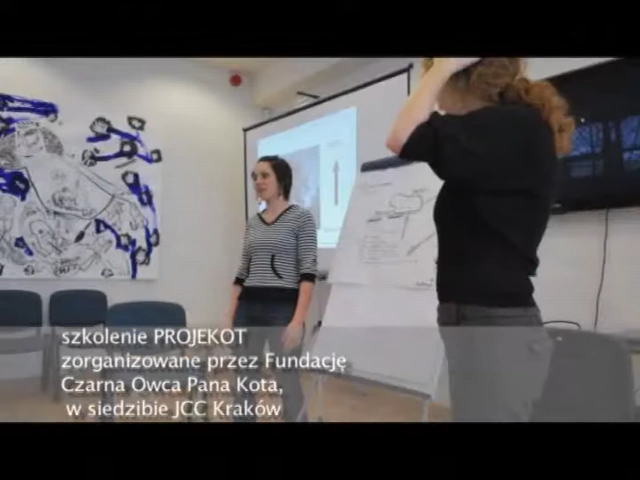 szkolenie PROJEKOT
zorganizowane przez Fundację
Czarna Owca Pana Kota,
w siedzibie JCC Kraków